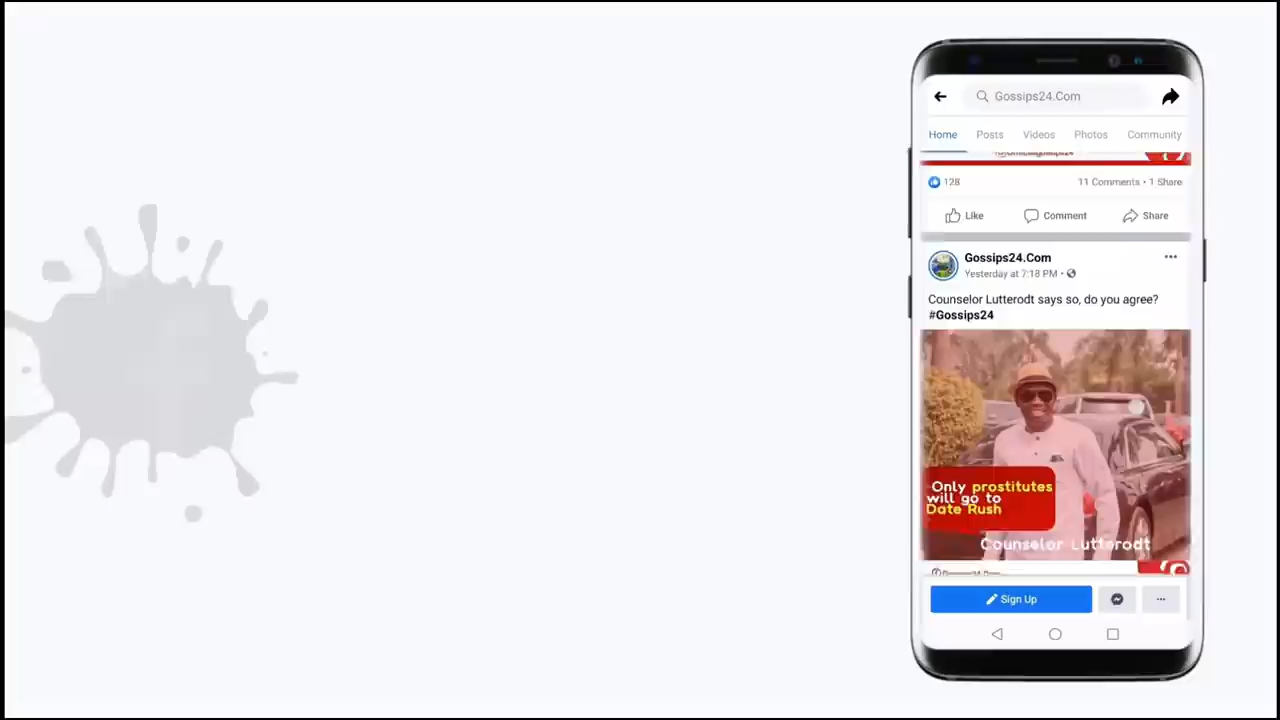 Gossips24.Com
Home Posts Videos Photos Community
128 11 Comments • 1 Share
Like Comment Share
Gossips24.Com
Yesterday at 7:18 PM •
Counselor Lutterodt says so, do you agree?
#Gossips24
Only prostitutes
will go to
Date Rush
Counselor Lutterodt
Sign Up